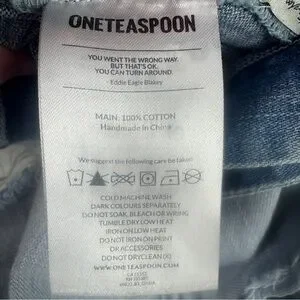 ONETEASPOON
YOU WENT THE WRONG WAY
BUT THAT'S OK.
YOU CAN TURN AROUND
Eddie Eagle Blakey
MAIN: 100% COTTON
Handmade in China
We suggest the following care be taken:
COLD MACHINE WASH
DARK COLOURS SEPARATELY
DO NOT SOAK, BLEACH OR WRING
TUMBLE DRY LOW HEAT
IRON ON LOW HEAT
DO NOT IRON ON PRINT
OR ACCESSORIES
DO NOT DRYCLEAN (X)
WWW.ONETEASPOON.COM